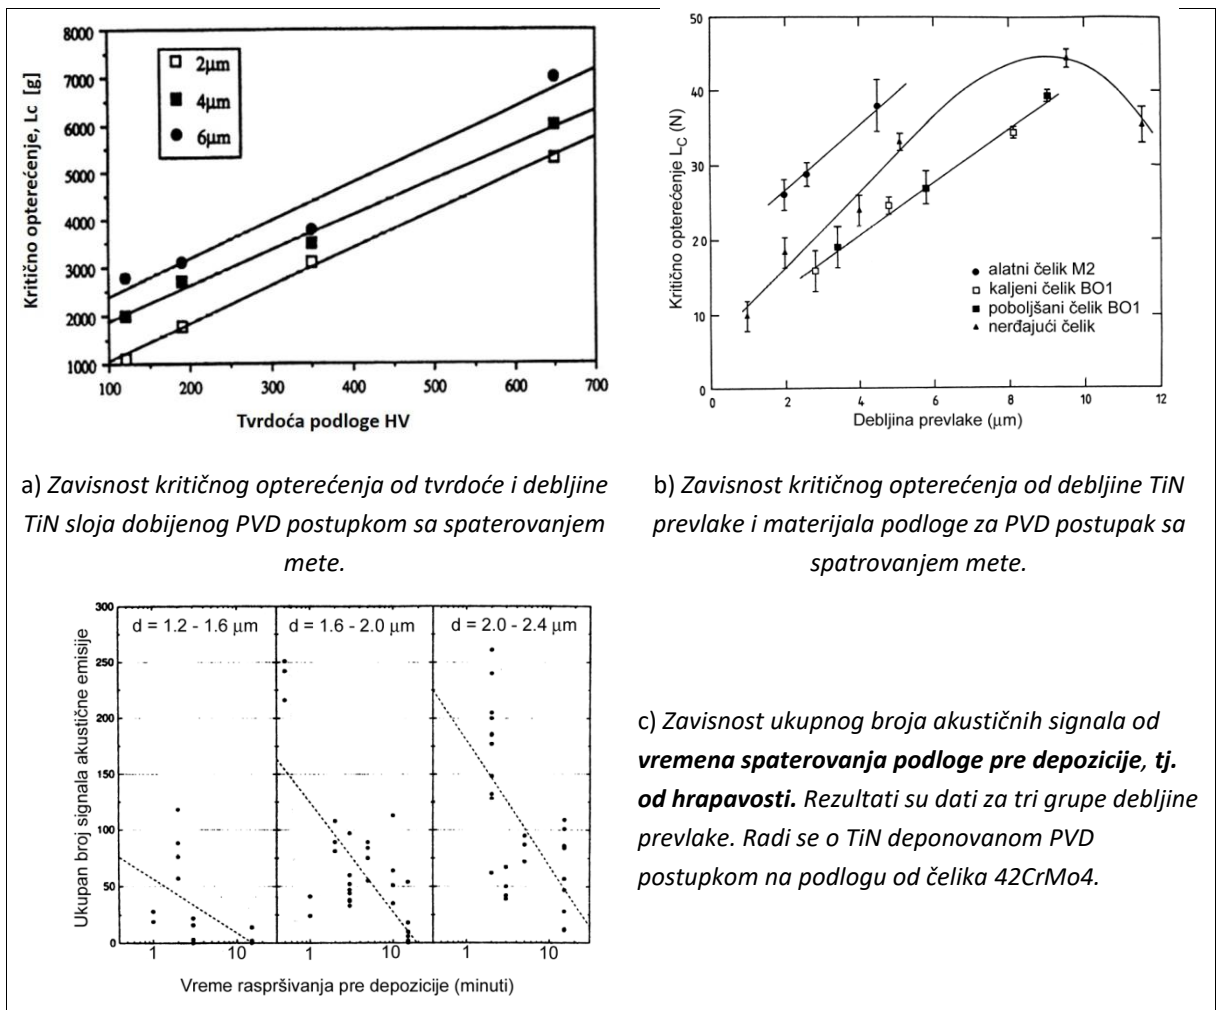 8000
7000
6000
5000
4000
3000
2000
1000
2µm
4µm
6µm
Kritično opterećenje, Lc [g]
100 200 300 400 500 600 700
Tvrdoća podloge HV
50
40
30
20
10
0
Kritično opterećenje L_C (N)
alatni čelik M2
kaljeni čelik BO1
poboljšani čelik BO1
nerđajući čelik
0 2 4 6 8 10 12
Debljina prevlake (µm)
a) Zavisnost kritičnog opterećenja od tvrdoće i debljine
TiN sloja dobijenog PVD postupkom sa spaterovanjem
mete.
b) Zavisnost kritičnog opterećenja od debljine TiN
prevlake i materijala podloge za PVD postupak sa
spatrovanjem mete.
300
250
200
150
100
50
0
Ukupan broj signala akustične emisije
d = 1.2 - 1.6 µm
d = 1.6 - 2.0 µm
d = 2.0 - 2.4 µm
1 10 1 10 1 10
Vreme raspršivanja pre depozicije (minuti)
c) Zavisnost ukupnog broja akustičnih signala od
vremena spaterovanja podloge pre depozicije, tj.
od hrapavosti. Rezultati su dati za tri grupe debljine
prevlake. Radi se o TiN deponovanom PVD
postupkom na podlogu od čelika 42CrMo4.